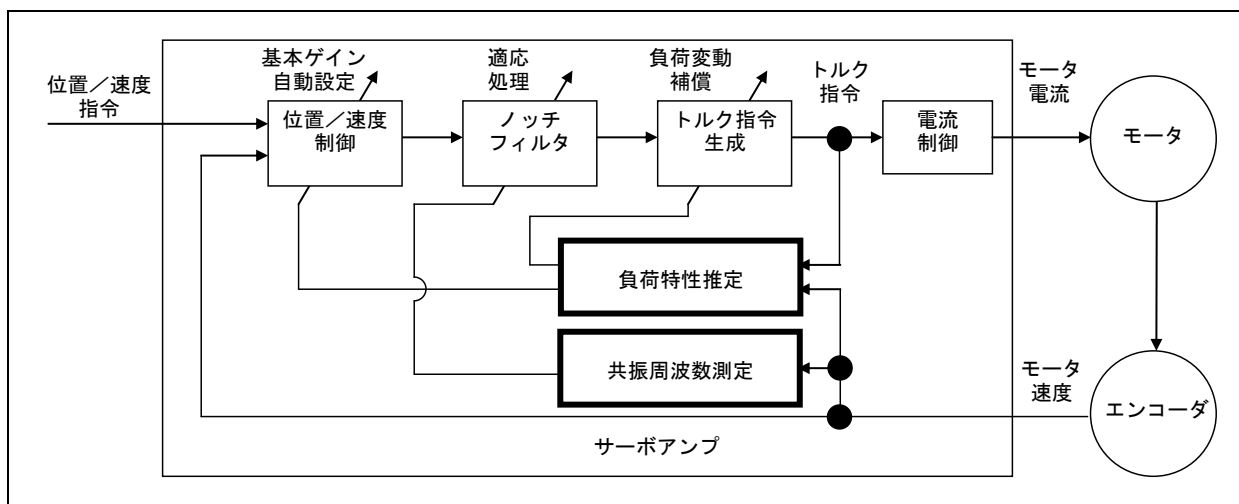 基本ゲイン
自動設定
適応
処理
負荷変動
補償
トルク
指令
モータ
電流
位置／速度
指令
位置／速度
制御
ノッチ
フィルタ
トルク指令
生成
電流
制御
モータ
負荷特性推定
共振周波数測定
モータ
速度
エンコーダ
サーボアンプ